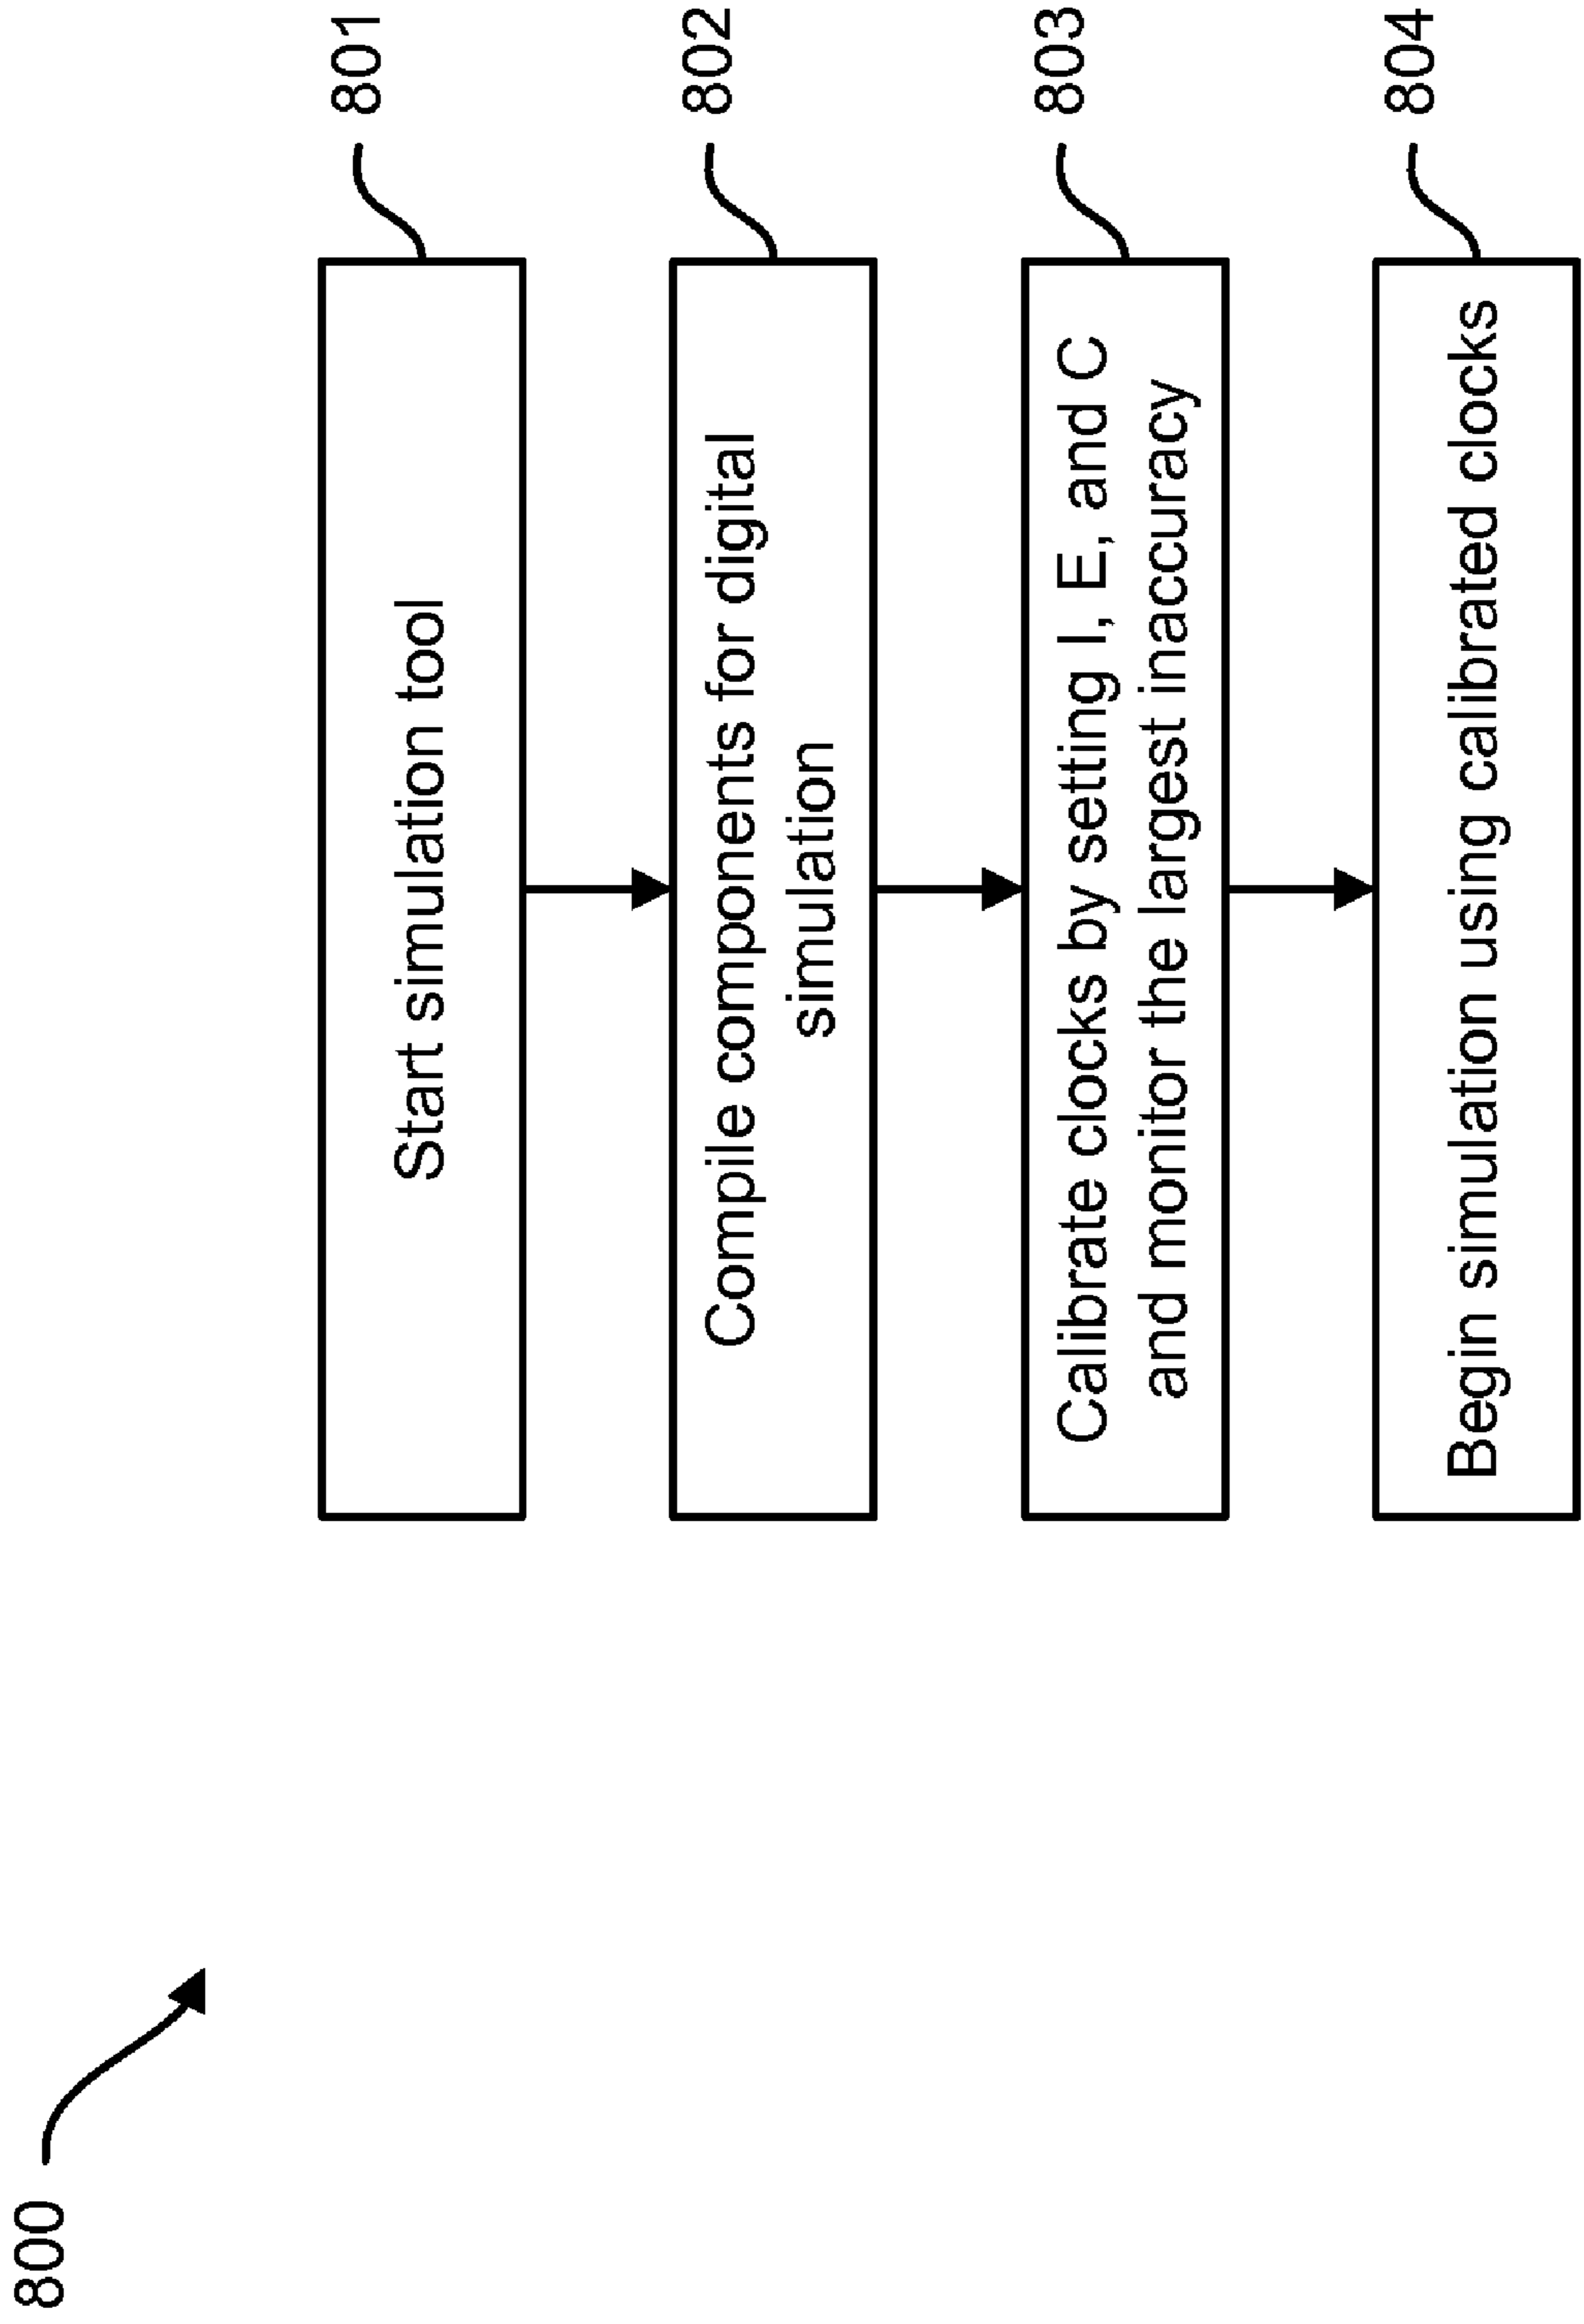 800
Start simulation tool
801
Compile components for digital
simulation
802
Calibrate clocks by setting I, E, and C
and monitor the largest inaccuracy
803
Begin simulation using calibrated clocks
804